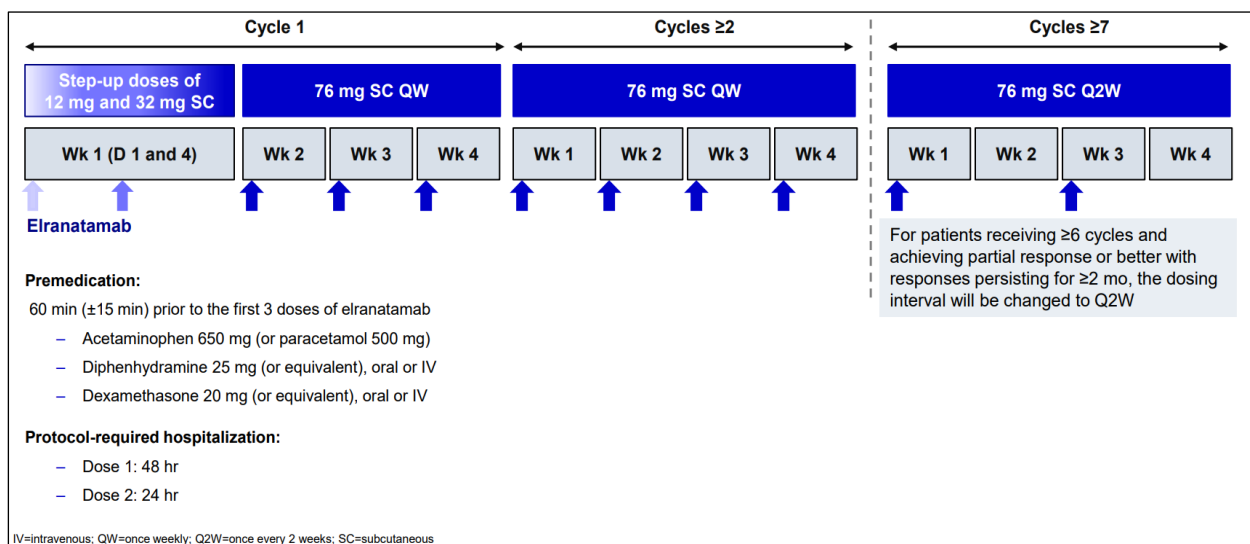 Cycle 1
Cycles ≥2
Cycles ≥7
Step-up doses of
12 mg and 32 mg SC
76 mg SC QW
76 mg SC QW
76 mg SC Q2W
Wk 1 (D 1 and 4)
Wk 2
Wk 3
Wk 4
Wk 1
Wk 2
Wk 3
Wk 4
Wk 1
Wk 2
Wk 3
Wk 4
Elranatamab
For patients receiving ≥6 cycles and
achieving partial response or better with
responses persisting for ≥2 mo, the dosing
interval will be changed to Q2W
Premedication:
60 min (±15 min) prior to the first 3 doses of elranatamab
– Acetaminophen 650 mg (or paracetamol 500 mg)
– Diphenhydramine 25 mg (or equivalent), oral or IV
– Dexamethasone 20 mg (or equivalent), oral or IV
Protocol-required hospitalization:
– Dose 1: 48 hr
– Dose 2: 24 hr
IV=intravenous; QW=once weekly; Q2W=once every 2 weeks; SC=subcutaneous